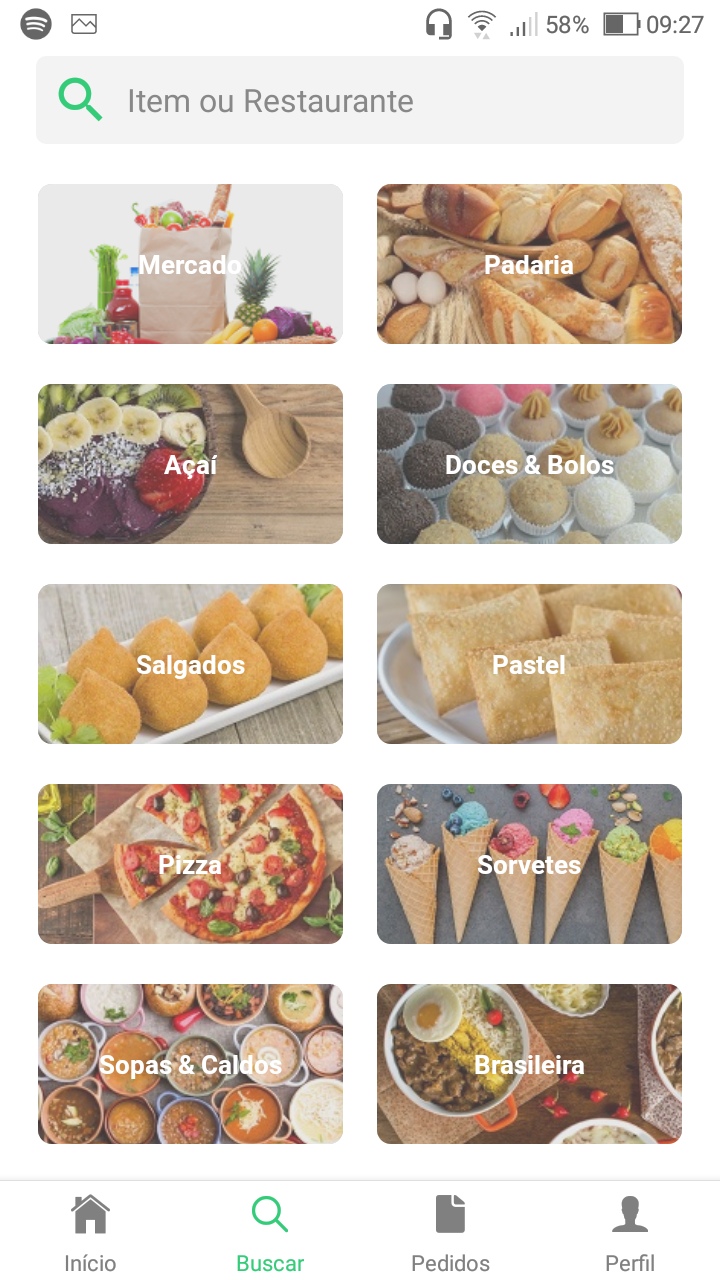 58% 09:27
Item ou Restaurante
Mercado
Padaria
Açaí
Doces & Bolos
Salgados
Pastel
Pizza
Sorvetes
Sopas & Caldos
Brasileira
Início
Buscar
Pedidos
Perfil